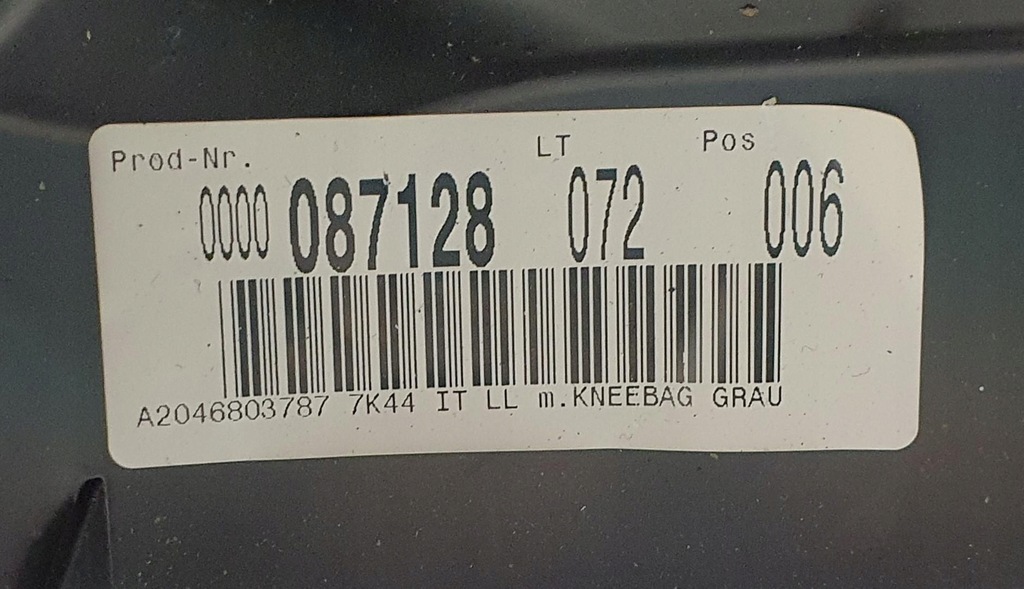 Prod-Nr. LT Pos
0000 087128 072 006
A2046803787 7K44 IT LL m.KNEEBAG GRAU